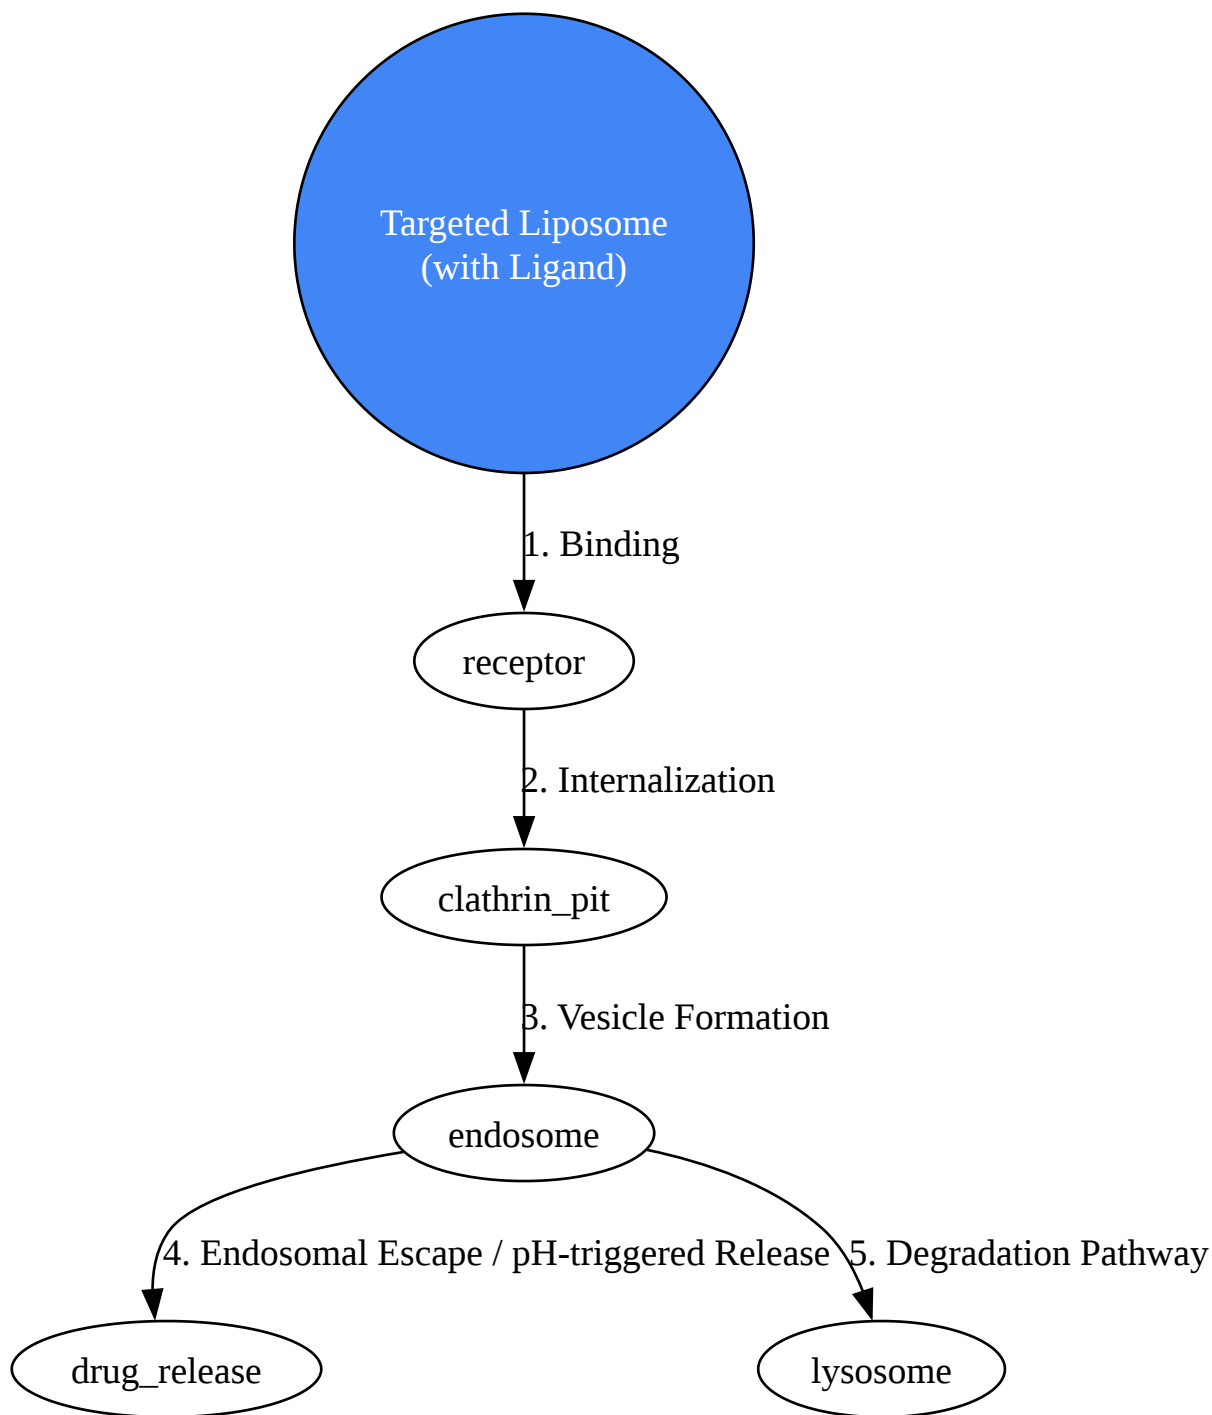 Targeted Liposome
(with Ligand)
1. Binding
receptor
2. Internalization
clathrin_pit
3. Vesicle Formation
endosome
4. Endosomal Escape / pH-triggered Release
5. Degradation Pathway
drug_release
lysosome